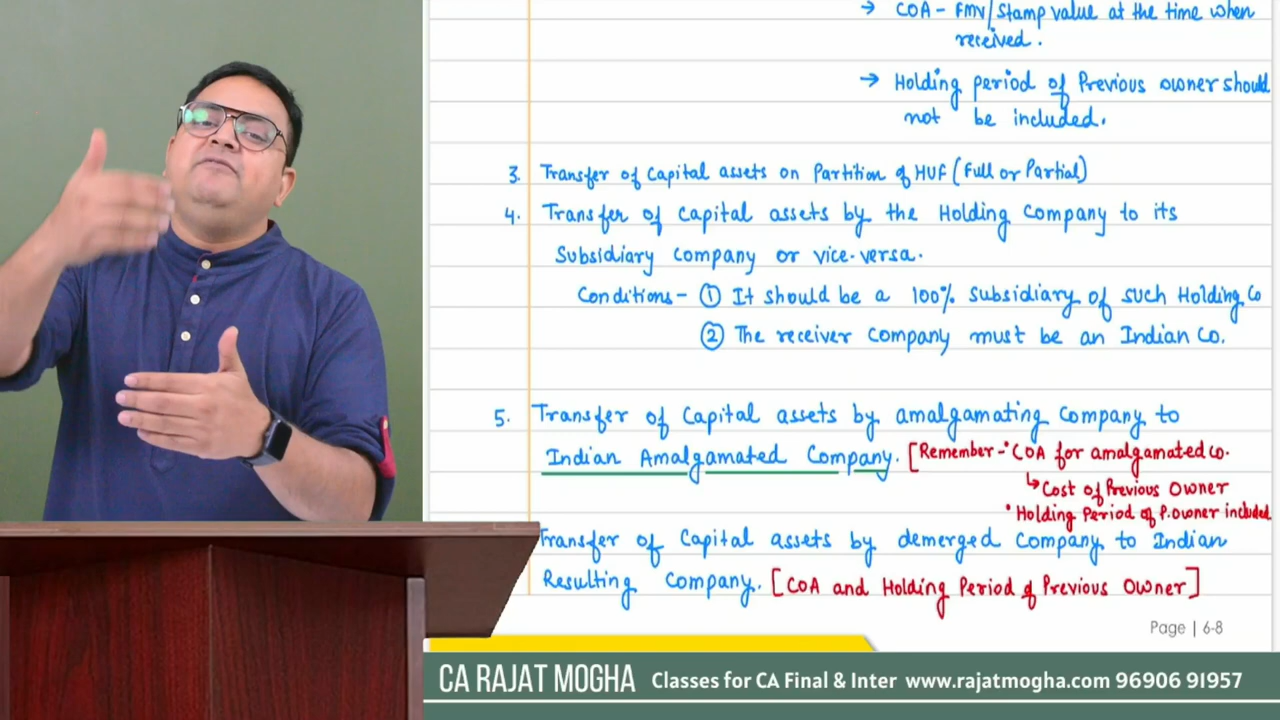 → COA - FMV/Stamp value at the time when
received.
→ Holding period of Previous owner should
not be included.
3. Transfer of Capital assets on Partition of HUF (Full or Partial)
4. Transfer of Capital assets by the Holding Company to its
Subsidiary Company or vice-versa.
Conditions - ① It should be a 100% subsidiary of such Holding Co
② The receiver company must be an Indian Co.
5. Transfer of Capital assets by amalgamating Company to
Indian Amalgamated Company. [Remember - * COA for amalgamated co.
↳ Cost of Previous Owner
* Holding Period of P.owner included
Transfer of Capital assets by demerged Company to Indian
Resulting Company. [COA and Holding Period of Previous Owner]
Page | 6-8
CA RAJAT MOGHA Classes for CA Final & Inter www.rajatmogha.com 96906 91957